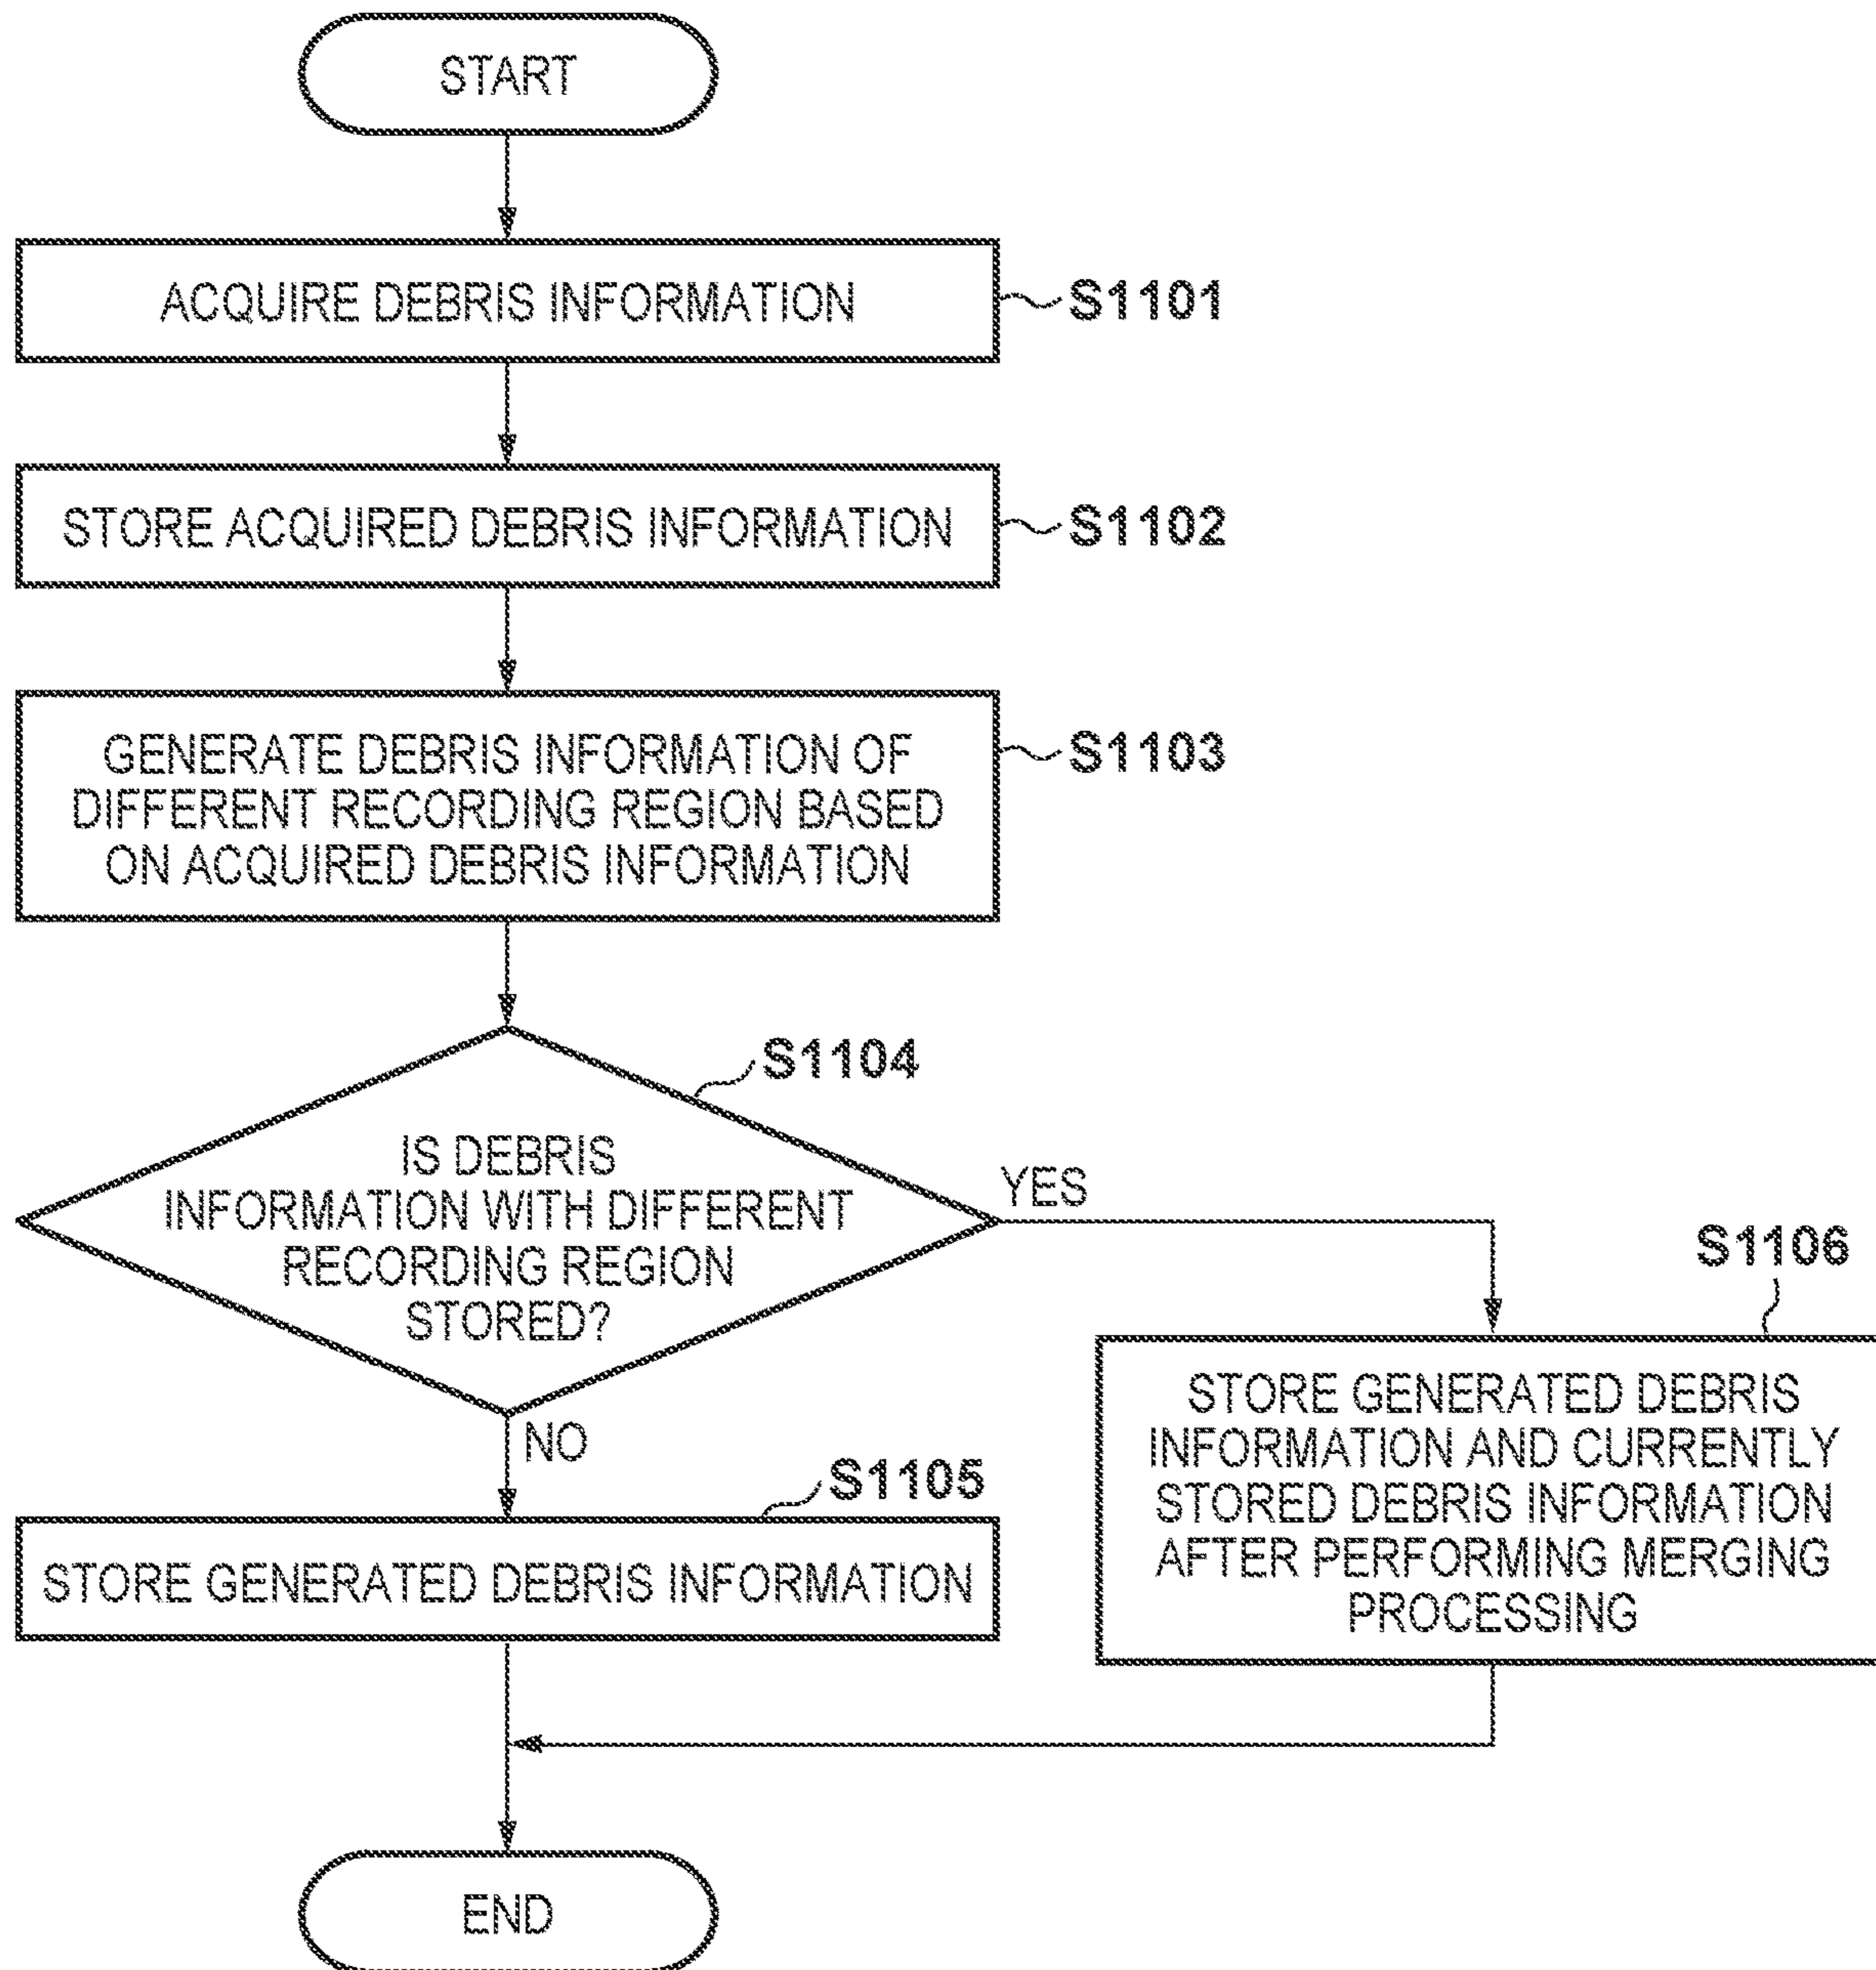 START
ACQUIRE DEBRIS INFORMATION
S1101
STORE ACQUIRED DEBRIS INFORMATION
S1102
GENERATE DEBRIS INFORMATION OF
DIFFERENT RECORDING REGION BASED
ON ACQUIRED DEBRIS INFORMATION
S1103
S1104
IS DEBRIS
INFORMATION WITH DIFFERENT
RECORDING REGION
STORED?
YES
NO
S1105
STORE GENERATED DEBRIS INFORMATION
S1106
STORE GENERATED DEBRIS
INFORMATION AND CURRENTLY
STORED DEBRIS INFORMATION
AFTER PERFORMING MERGING
PROCESSING
END